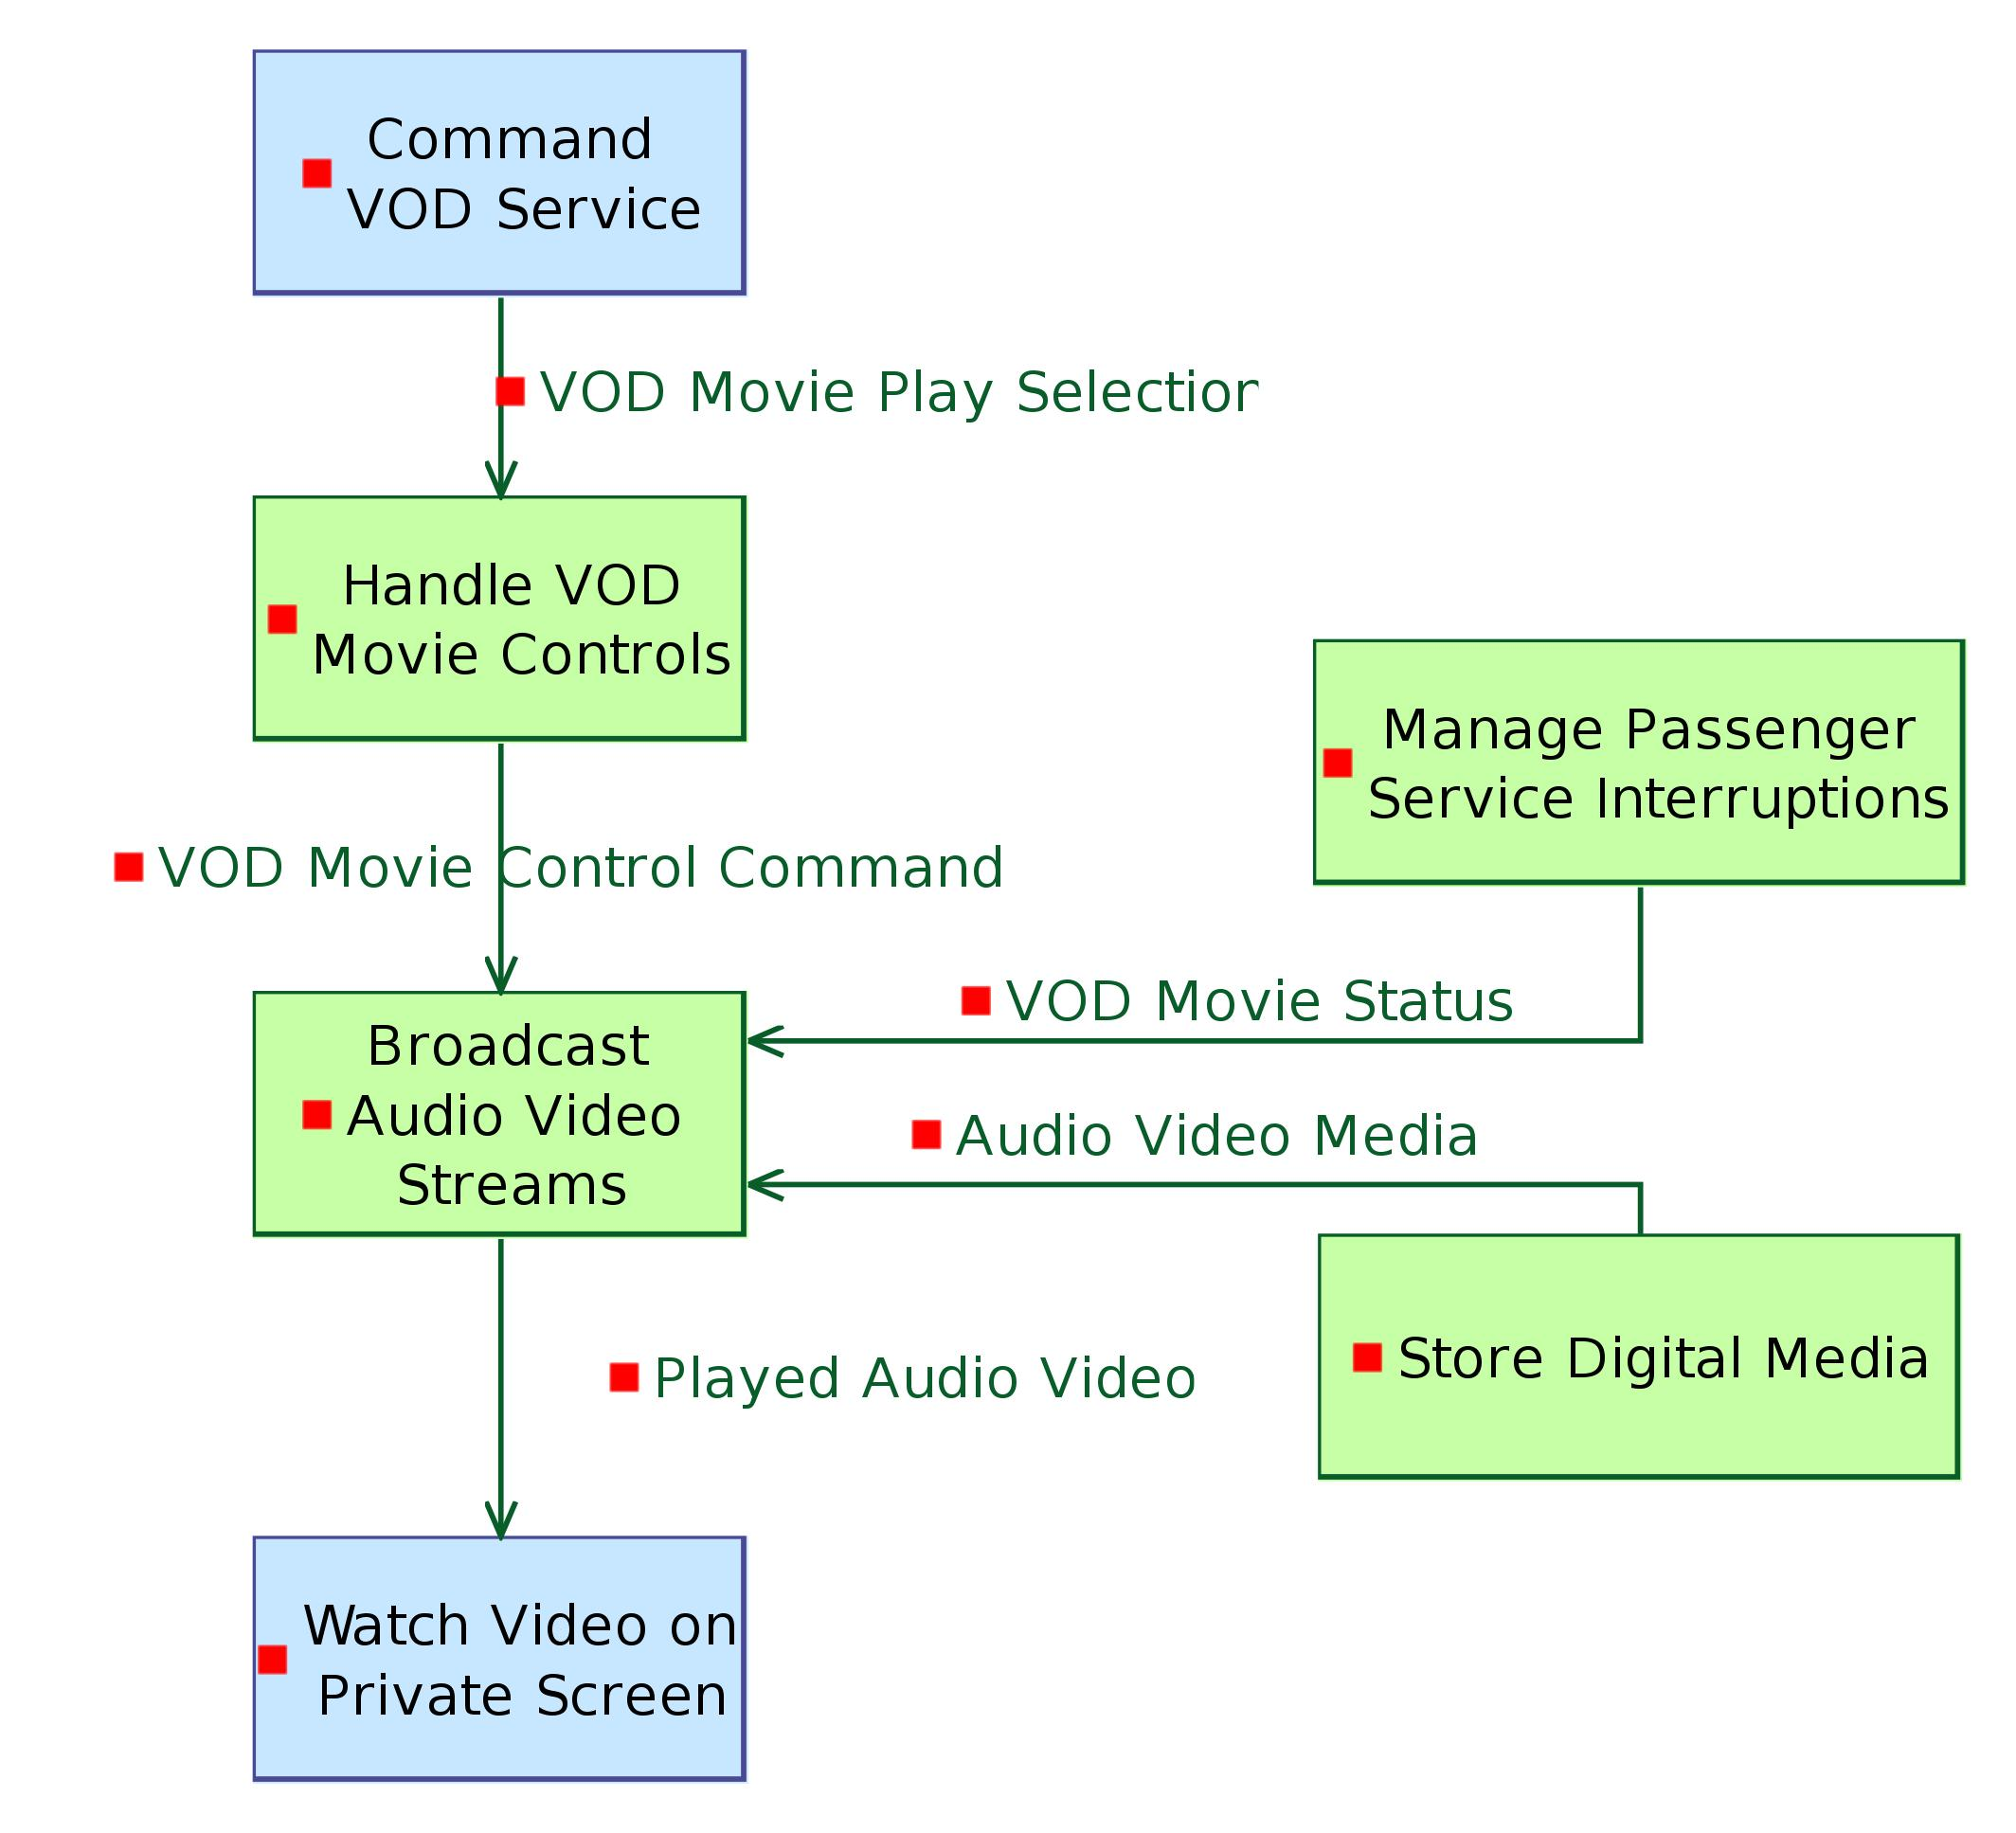 Command
VOD Service
VOD Movie Play Selection
Handle VOD
Movie Controls
Manage Passenger
Service Interruptions
VOD Movie Control Command
VOD Movie Status
Broadcast
Audio Video
Streams
Audio Video Media
Store Digital Media
Played Audio Video
Watch Video on
Private Screen